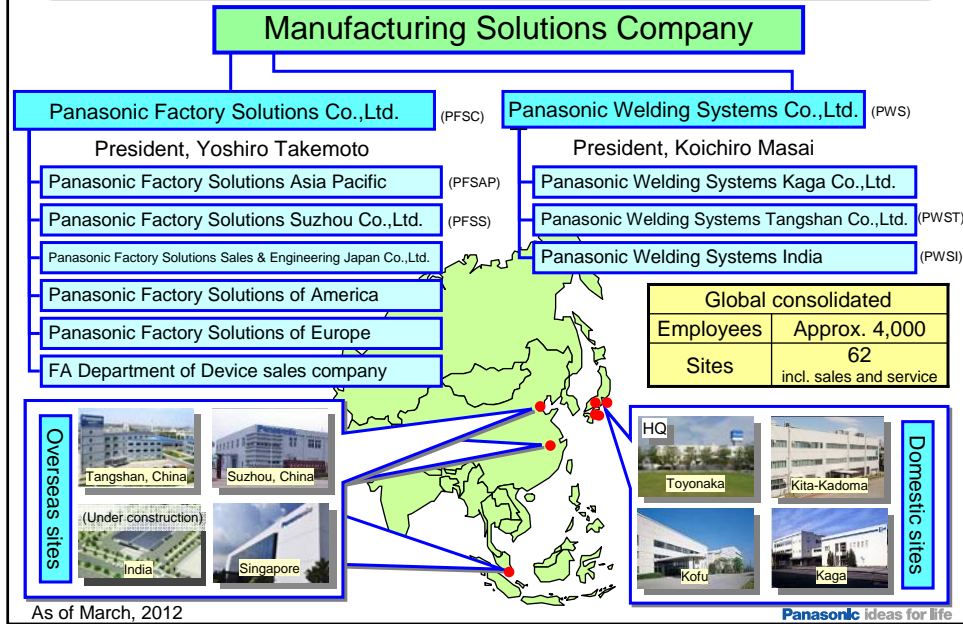 Manufacturing Solutions Company
Panasonic Factory Solutions Co.,Ltd.
(PFSC)
President, Yoshiro Takemoto
Panasonic Factory Solutions Asia Pacific
(PFSAP)
Panasonic Factory Solutions Suzhou Co.,Ltd.
(PFSS)
Panasonic Factory Solutions Sales & Engineering Japan Co.,Ltd.
Panasonic Factory Solutions of America
Panasonic Factory Solutions of Europe
FA Department of Device sales company
Panasonic Welding Systems Co.,Ltd.
(PWS)
President, Koichiro Masai
Panasonic Welding Systems Kaga Co.,Ltd.
Panasonic Welding Systems Tangshan Co.,Ltd.
(PWST)
Panasonic Welding Systems India
(PWSI)
Global consolidated
Employees Approx. 4,000
Sites 62
incl. sales and service
Overseas sites
Tangshan, China
Panasonic
Suzhou, China
(Under construction)
India
Singapore
HQ
Toyonaka
Kita-Kadoma
Kofu
Kaga
Domestic sites
As of March, 2012
Panasonic ideas for life